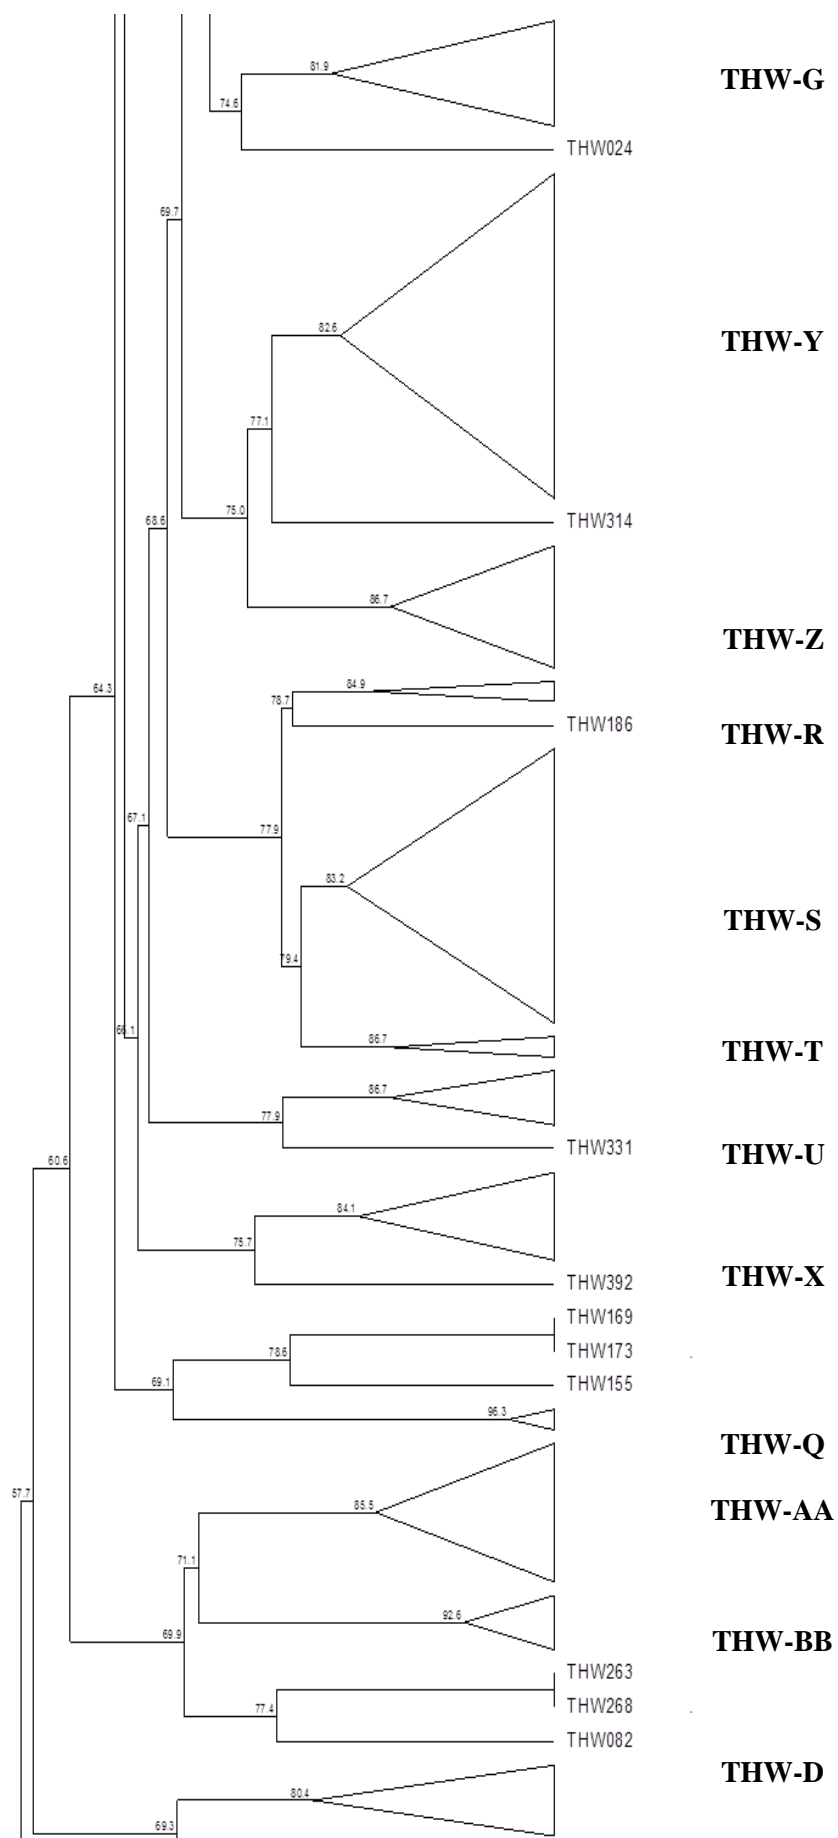 81.9
THW-G
74.6
THW024
69.7
82.6
THW-Y
77.1
75.0
THW314
68.6
86.7
THW-Z
84.9
64.3
78.7
THW186
THW-R
67.1
77.9
83.2
THW-S
79.4
66.1
86.7
THW-T
86.7
77.9
THW331
THW-U
60.6
84.1
75.7
THW392
THW-X
THW169
78.6
THW173
69.1
THW155
96.3
THW-Q
57.7
85.5
THW-AA
71.1
92.6
69.9
THW-BB
THW263
77.4
THW268
THW082
THW-D
80.4
69.3